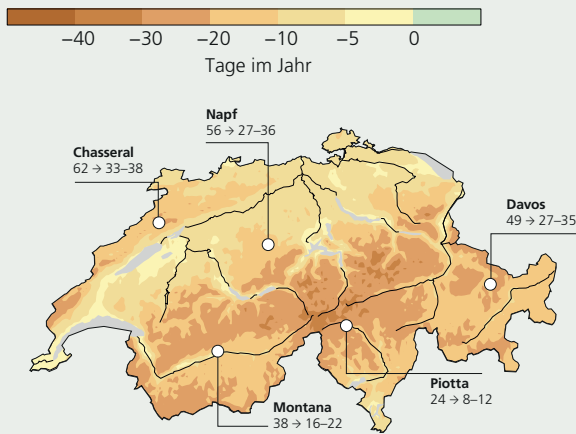 −40 −30 −20 −10 −5 0
Tage im Jahr
Napf
56 → 27–36
Chasseral
62 → 33–38
Davos
49 → 27–35
Piotta
24 → 8–12
Montana
38 → 16–22